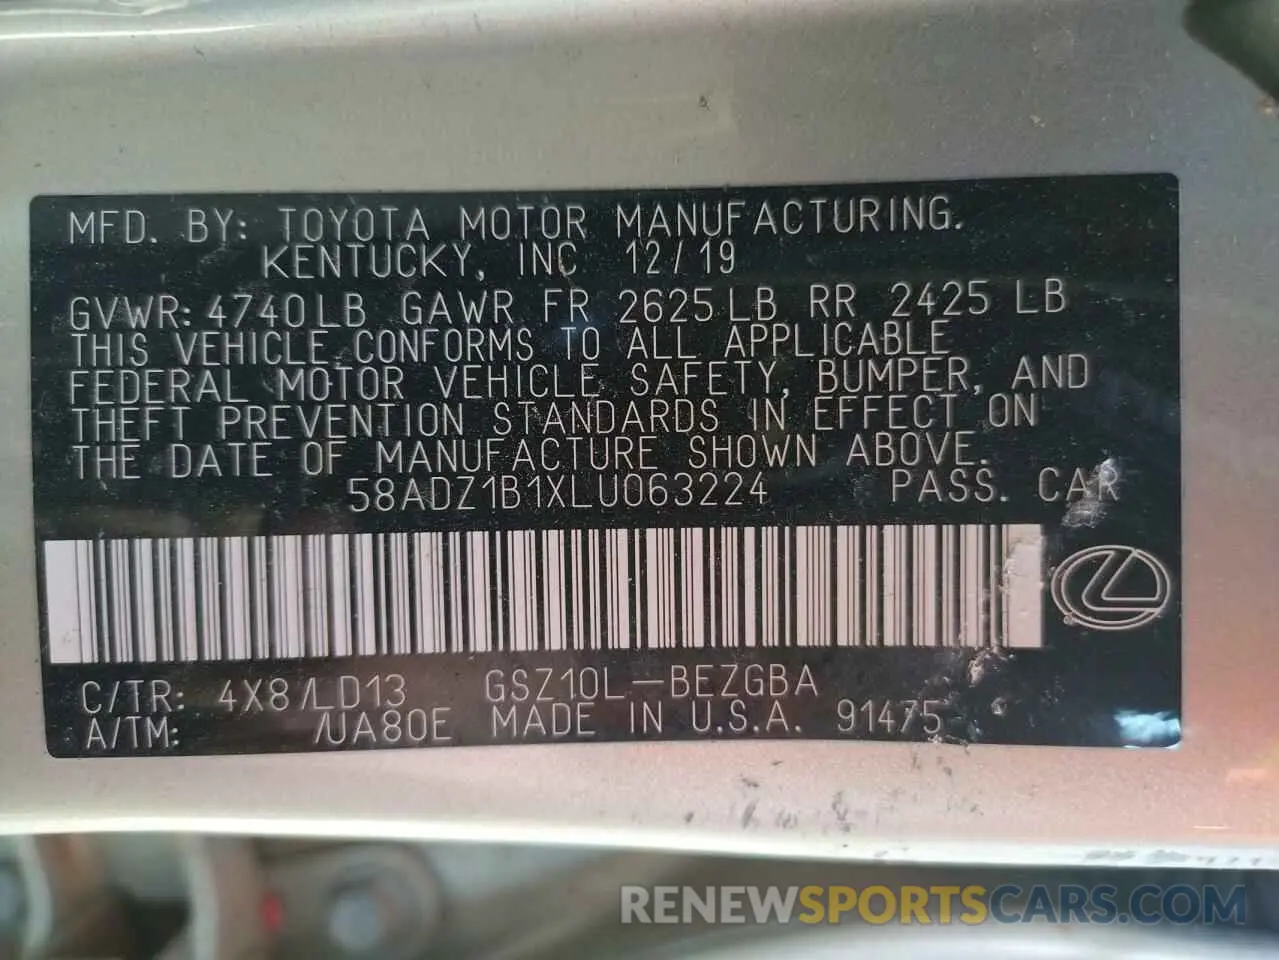 MFD. BY: TOYOTA MOTOR MANUFACTURING.
KENTUCKY, INC 12/19
GVWR: 4740LB GAWR FR 2625LB RR 2425 LB
THIS VEHICLE CONFORMS TO ALL APPLICABLE
FEDERAL MOTOR VEHICLE SAFETY, BUMPER, AND
THEFT PREVENTION STANDARDS IN EFFECT ON
THE DATE OF MANUFACTURE SHOWN ABOVE.
58ADZ1B1XLU063224 PASS. CAR
C/TR: 4X8/LD13 GSZ10L-BEZGBA
A/TM: /UA80E MADE IN U.S.A. 91475
RENEWSPORTSCARS.COM